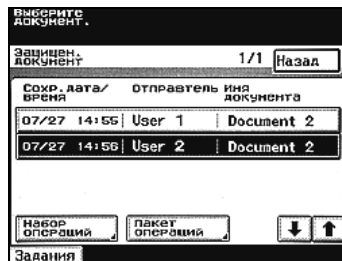 Выберите
документ.
Защищен.
документ 1/1 Назад
Сохр.дата/ Отправитель Имя
время документа
07/27 14:55 User 1 Document 2
07/27 14:56 User 2 Document 2
Набор Пакет
операций операций
Задания